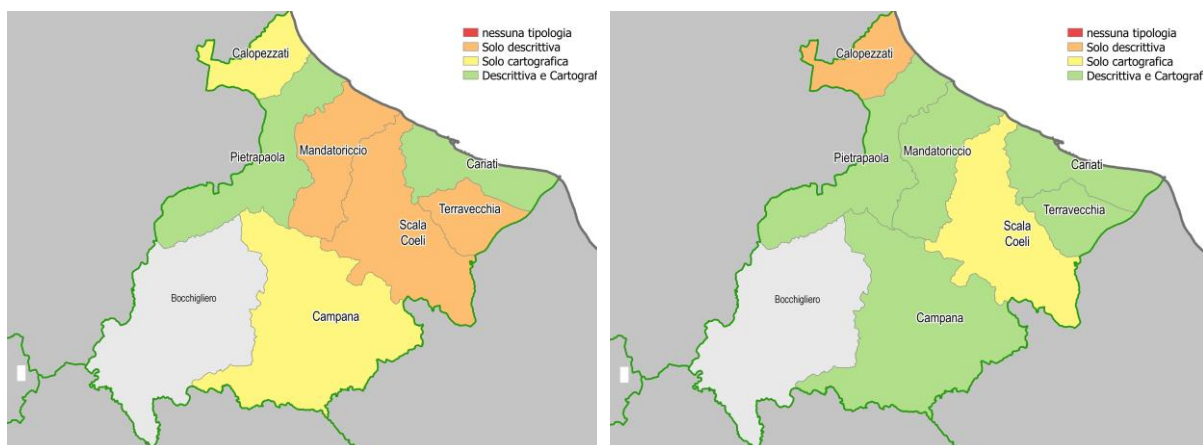 nessuna tipologia
Solo descrittiva
Solo cartografica
Descrittiva e Cartograf
Calopezzati
Pietrapaola
Mandatoriccio
Cariati
Terravecchia
Scala
Coeli
Bocchigliero
Campana
nessuna tipologia
Solo descrittiva
Solo cartografica
Descrittiva e Cartograf
Calopezzati
Pietrapaola
Mandatoriccio
Cariati
Terravecchia
Scala
Coeli
Bocchigliero
Campana